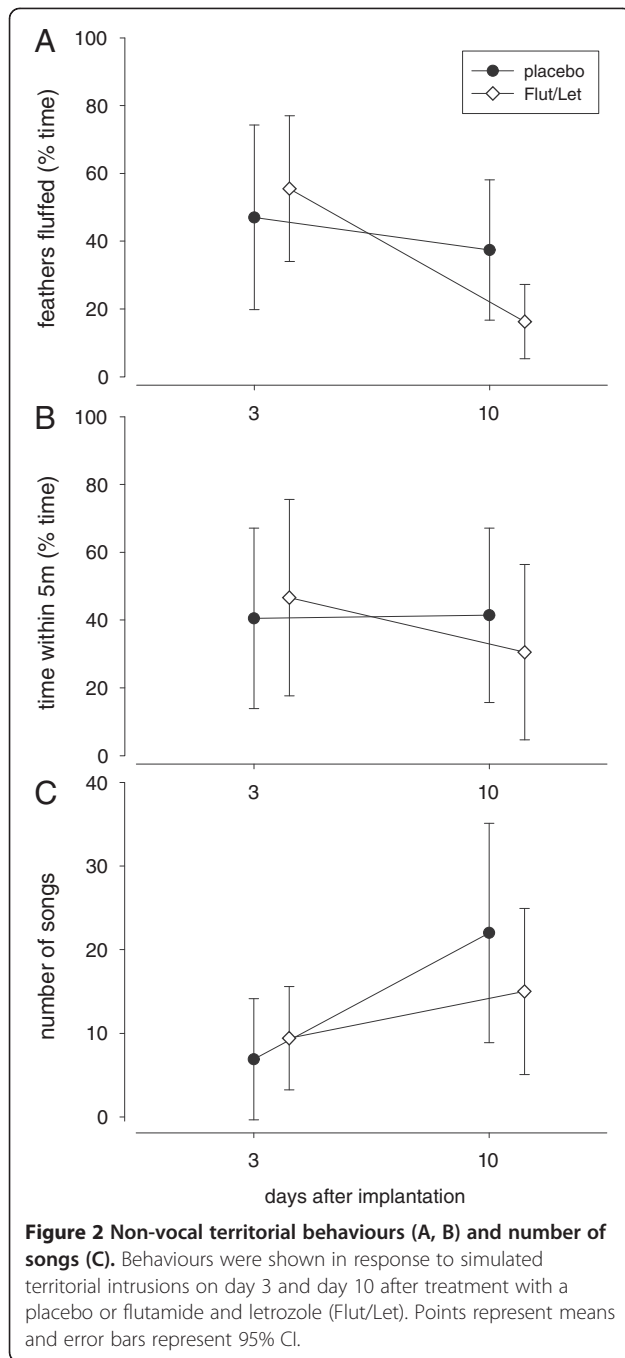 A
100
80
60
40
20
0
feathers fluffed (% time)
placebo
Flut/Let
3
10
B
100
80
60
40
20
0
time within 5m (% time)
3
10
C
40
30
20
10
0
number of songs
3
10
days after implantation
Figure 2 Non-vocal territorial behaviours (A, B) and number of
songs (C). Behaviours were shown in response to simulated
territorial intrusions on day 3 and day 10 after treatment with a
placebo or flutamide and letrozole (Flut/Let). Points represent means
and error bars represent 95% CI.